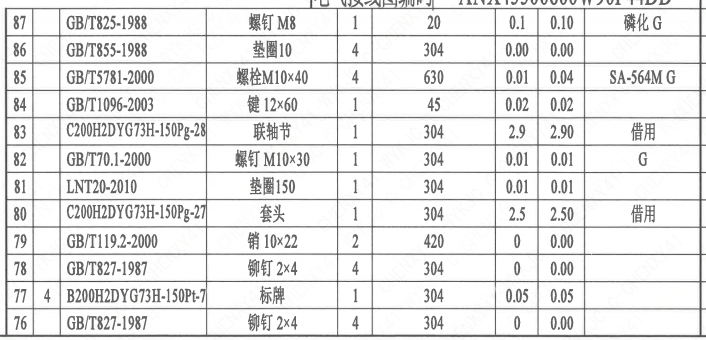 87 GB/T825-1988 螺钉 M8 1 20 0.1 0.10 磷化 G
86 GB/T855-1988 垫圈10 4 304 0.00 0.00
85 GB/T5781-2000 螺栓M10×40 4 630 0.01 0.04 SA-564M G
84 GB/T1096-2003 键 12×60 1 45 0.02 0.02
83 C200H2DYG73H-150Pg-28 联轴节 1 304 2.9 2.90 借用
82 GB/T70.1-2000 螺钉 M10×30 1 304 0.01 0.01 G
81 LNT20-2010 垫圈150 1 304 0.01 0.01
80 C200H2DYG73H-150Pg-27 套头 1 304 2.5 2.50 借用
79 GB/T119.2-2000 销 10×22 2 420 0 0.00
78 GB/T827-1987 铆钉 2×4 4 304 0 0.00
77 4 B200H2DYG73H-150Pt-7 标牌 1 304 0.05 0.05
76 GB/T827-1987 铆钉 2×4 4 304 0 0.00